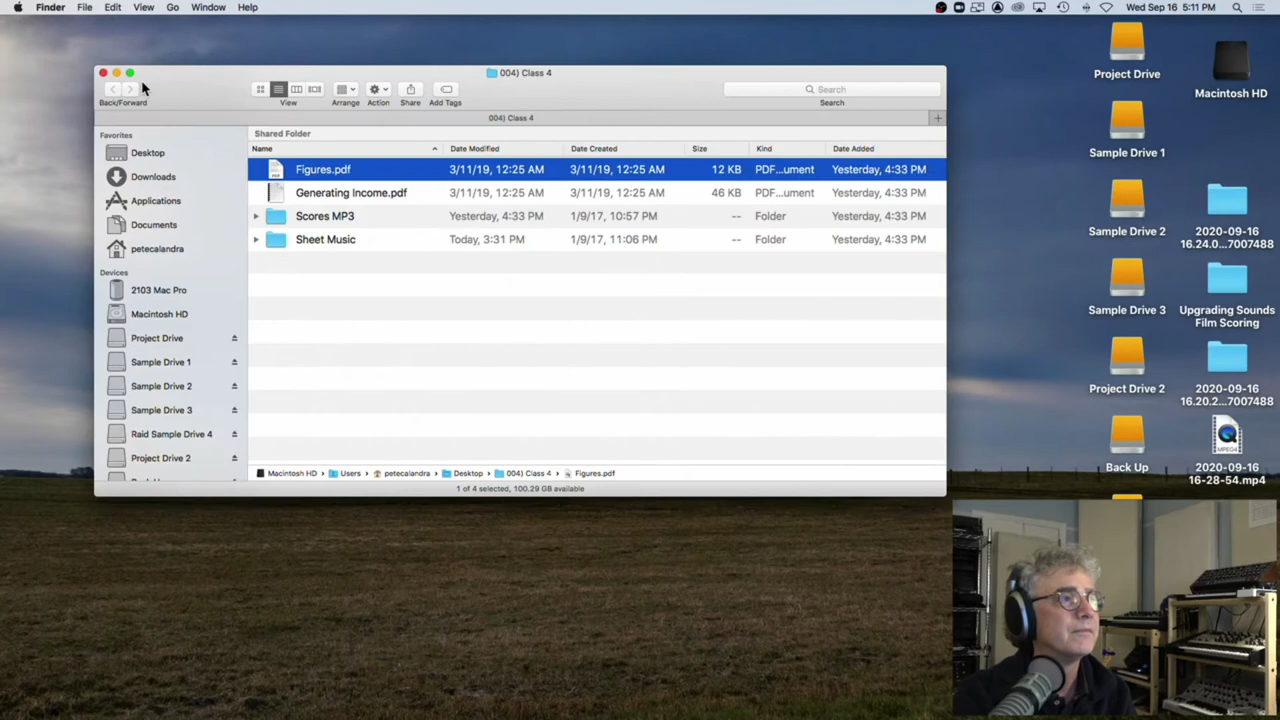 Finder File Edit View Go Window Help Wed Sep 16 5:11 PM
004) Class 4
Back/Forward View Arrange Action Share Add Tags Search
Search
004) Class 4
Favorites
Desktop
Downloads
Applications
Documents
petecalandra
Devices
2103 Mac Pro
Macintosh HD
Project Drive
Sample Drive 1
Sample Drive 2
Sample Drive 3
Raid Sample Drive 4
Project Drive 2
Shared Folder
Name Date Modified Date Created Size Kind Date Added
Figures.pdf 3/11/19, 12:25 AM 3/11/19, 12:25 AM 12 KB PDF...ument Yesterday, 4:33 PM
Generating Income.pdf 3/11/19, 12:25 AM 3/11/19, 12:25 AM 46 KB PDF...ument Yesterday, 4:33 PM
Scores MP3 Yesterday, 4:33 PM 1/9/17, 10:57 PM -- Folder Yesterday, 4:33 PM
Sheet Music Today, 3:31 PM 1/9/17, 11:06 PM -- Folder Yesterday, 4:33 PM
Macintosh HD › Users › petecalandra › Desktop › 004) Class 4 › Figures.pdf
1 of 4 selected, 100.29 GB available
Project Drive
Sample Drive 1
Sample Drive 2
Sample Drive 3
Project Drive 2
Back Up
Macintosh HD
2020-09-16
16.24.0...7007488
Upgrading Sounds
Film Scoring
2020-09-16
16.20.2...7007488
MPEG4
2020-09-16
16-28-54.mp4